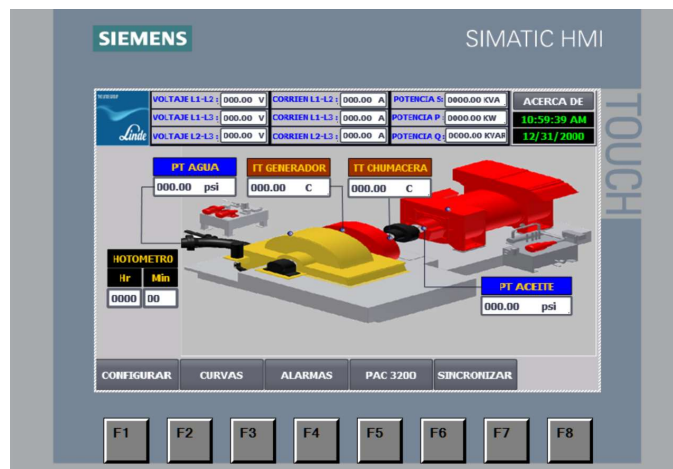 SIEMENS
SIMATIC HMI
TOUCH
Linde
VOLTAJE L1-L2 : 000.00 V
CORRIEN L1-L2 : 000.00 A
POTENCIA S: 0000.00 KVA
ACERCA DE
VOLTAJE L1-L3 : 000.00 V
CORRIEN L1-L3 : 000.00 A
POTENCIA P : 0000.00 KW
10:59:39 AM
VOLTAJE L2-L3 : 000.00 V
CORRIEN L2-L3 : 000.00 A
POTENCIA Q : 0000.00 KVAR
12/31/2000
PT AGUA
000.00 psi
TT GENERADOR
000.00 C
TT CHUMACERA
000.00 C
HOTOMETRO
Hr Min
0000 00
PT ACEITE
000.00 psi
CONFIGURAR
CURVAS
ALARMAS
PAC 3200
SINCRONIZAR
F1
F2
F3
F4
F5
F6
F7
F8